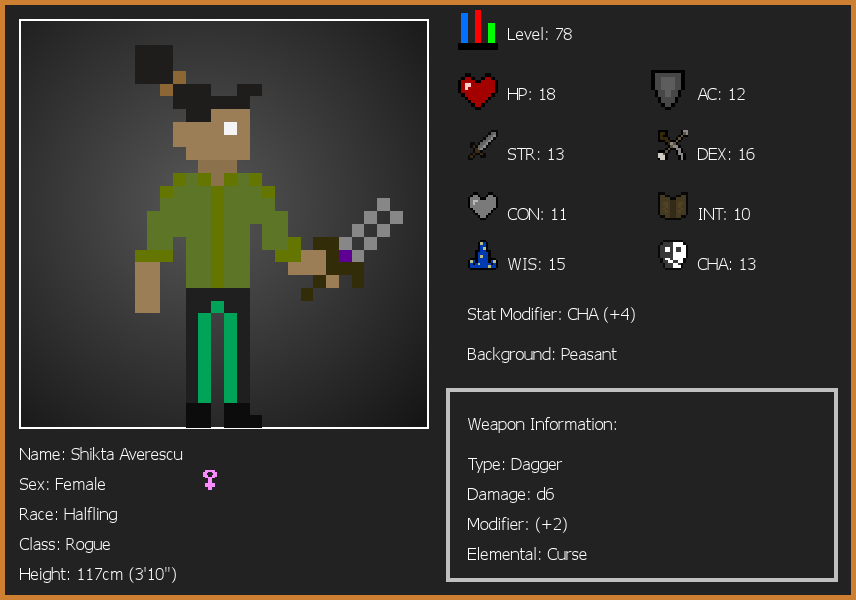 Level: 78
HP: 18
AC: 12
STR: 13
DEX: 16
CON: 11
INT: 10
WIS: 15
CHA: 13
Stat Modifier: CHA (+4)
Background: Peasant
Weapon Information:
Type: Dagger
Damage: d6
Modifier: (+2)
Elemental: Curse
Name: Shikta Averescu
Sex: Female
Race: Halfling
Class: Rogue
Height: 117cm (3'10")